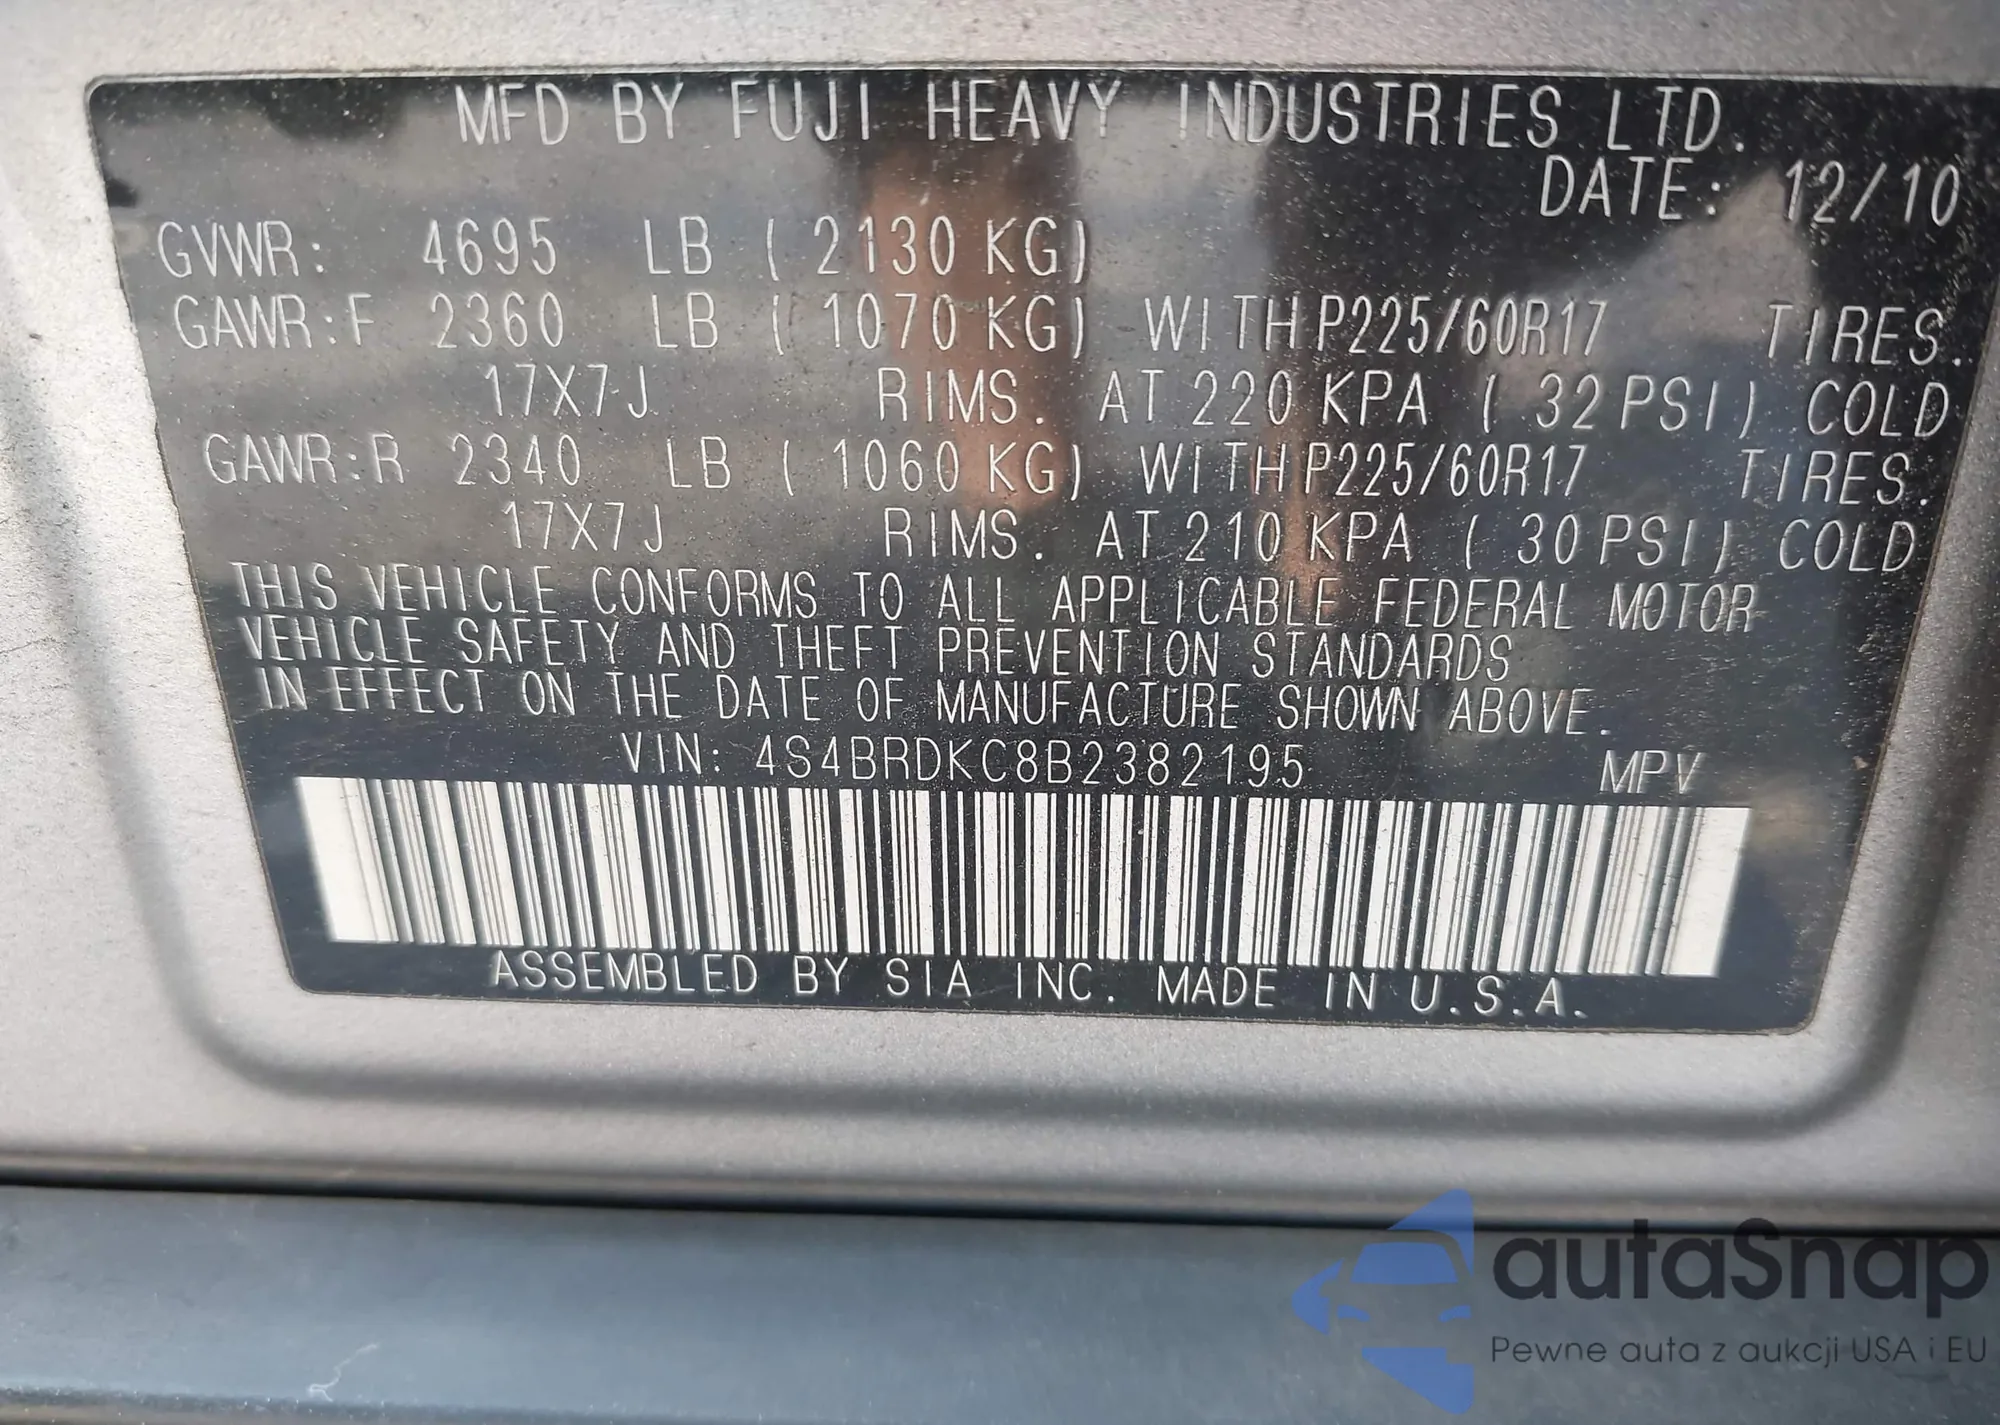 MFD BY FUJI HEAVY INDUSTRIES LTD.
DATE: 12/10
GVWR: 4695 LB ( 2130 KG)
GAWR:F 2360 LB ( 1070 KG) WITH P225/60R17 TIRES.
17X7J RIMS. AT 220 KPA ( 32 PSI) COLD
GAWR:R 2340 LB ( 1060 KG) WITH P225/60R17 TIRES.
17X7J RIMS. AT 210 KPA ( 30 PSI) COLD
THIS VEHICLE CONFORMS TO ALL APPLICABLE FEDERAL MOTOR
VEHICLE SAFETY AND THEFT PREVENTION STANDARDS
IN EFFECT ON THE DATE OF MANUFACTURE SHOWN ABOVE.
VIN: 4S4BRDKC8B2382195 MPV
ASSEMBLED BY SIA INC. MADE IN U.S.A.
autaSnap
Pewne auta z aukcji USA i EU